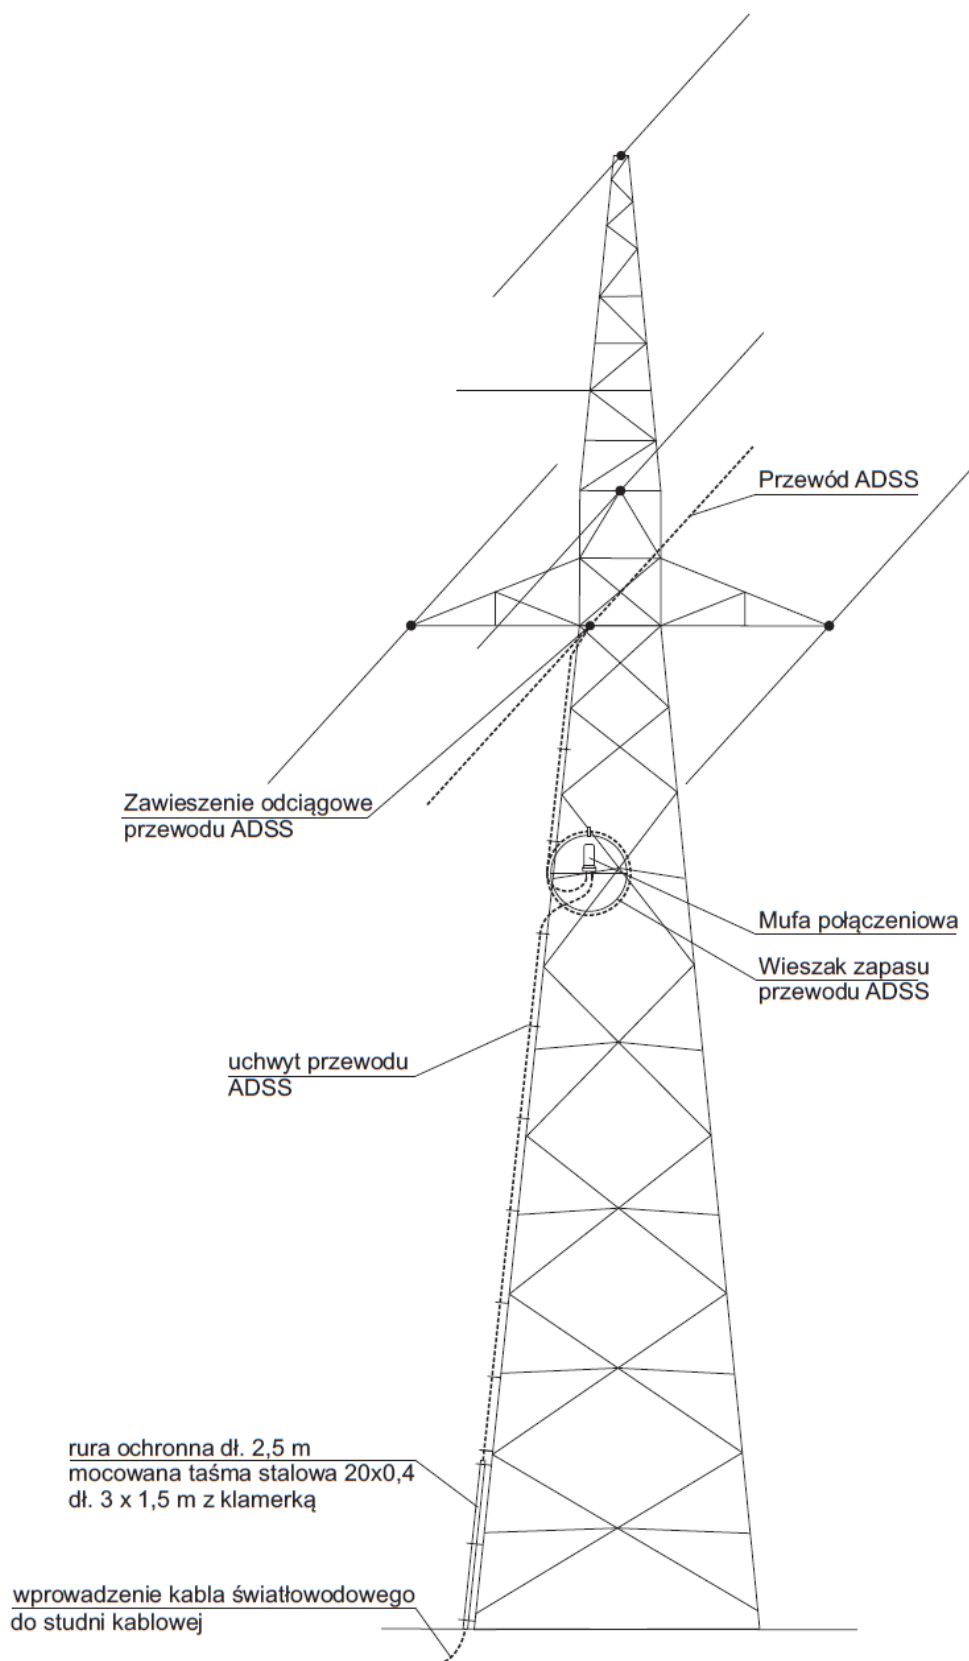 Przewód ADSS
Zawieszenie odciągowe
przewodu ADSS
Mufa połączeniowa
Wieszak zapasu
przewodu ADSS
uchwyt przewodu
ADSS
rura ochronna dł. 2,5 m
mocowana taśma stalowa 20x0,4
dł. 3 x 1,5 m z klamerką
wprowadzenie kabla światłowodowego
do studni kablowej